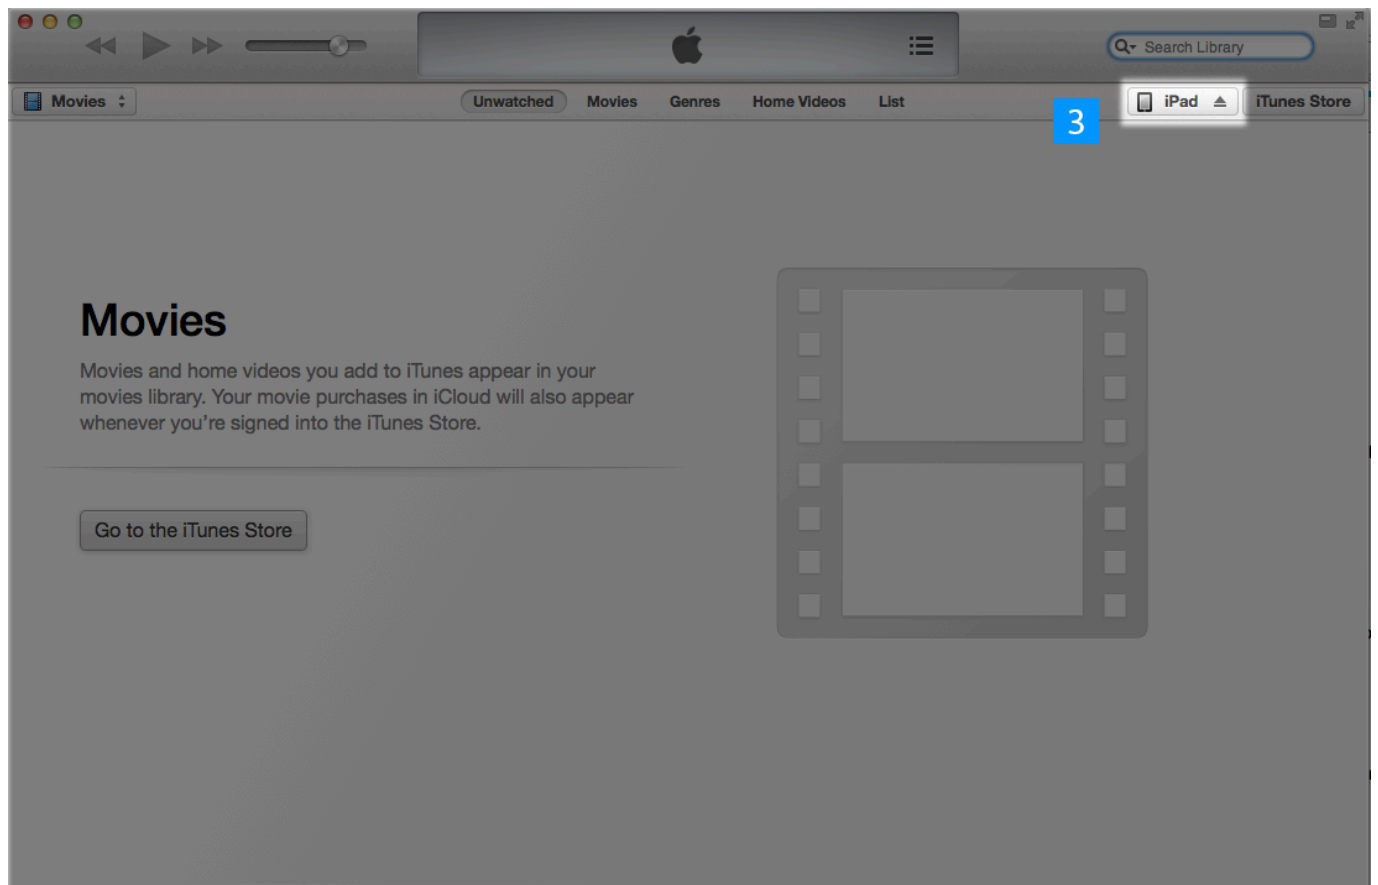 Search Library
Movies
Unwatched Movies Genres Home Videos List
3
iPad
iTunes Store
Movies
Movies and home videos you add to iTunes appear in your
movies library. Your movie purchases in iCloud will also appear
whenever you're signed into the iTunes Store.
Go to the iTunes Store